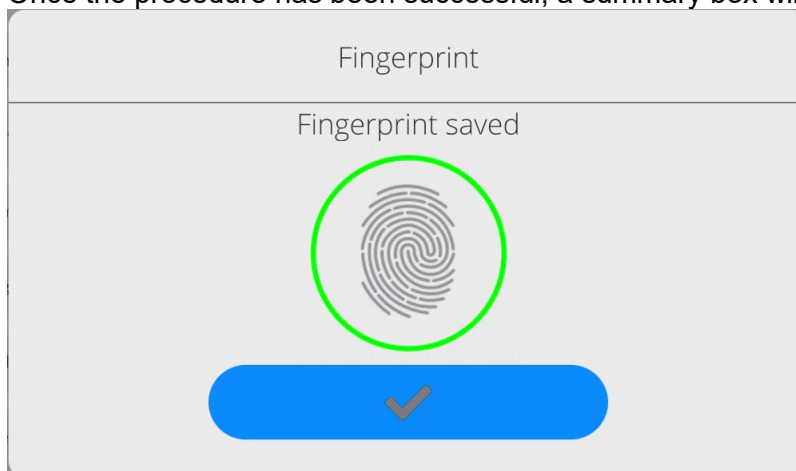 Once the procedure has been successful, a summary box
Fingerprint
Fingerprint saved